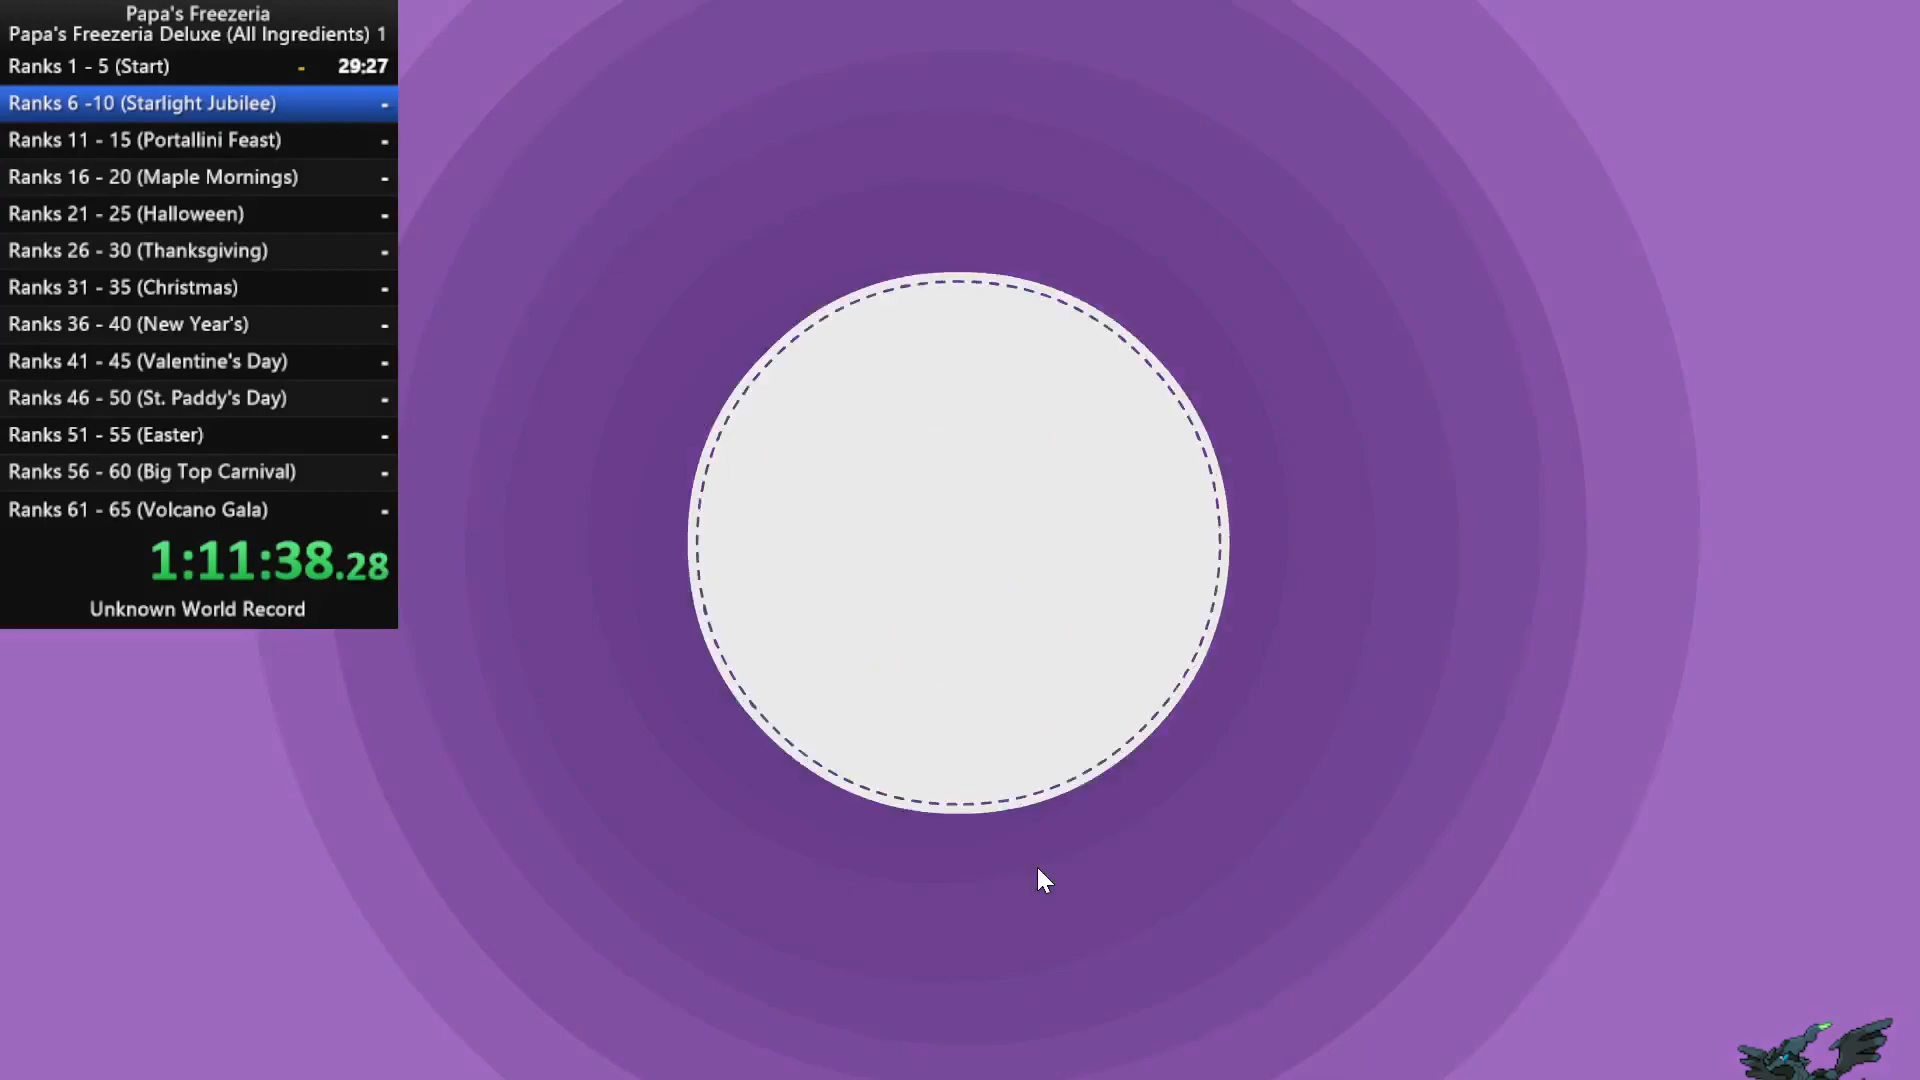 Papa's Freezeria
Papa's Freezeria Deluxe (All Ingredients) 1
Ranks 1 - 5 (Start) - 29:27
Ranks 6 -10 (Starlight Jubilee) -
Ranks 11 - 15 (Portallini Feast) -
Ranks 16 - 20 (Maple Mornings) -
Ranks 21 - 25 (Halloween) -
Ranks 26 - 30 (Thanksgiving) -
Ranks 31 - 35 (Christmas) -
Ranks 36 - 40 (New Year's) -
Ranks 41 - 45 (Valentine's Day) -
Ranks 46 - 50 (St. Paddy's Day) -
Ranks 51 - 55 (Easter) -
Ranks 56 - 60 (Big Top Carnival) -
Ranks 61 - 65 (Volcano Gala) -
1:11:38.28
Unknown World Record